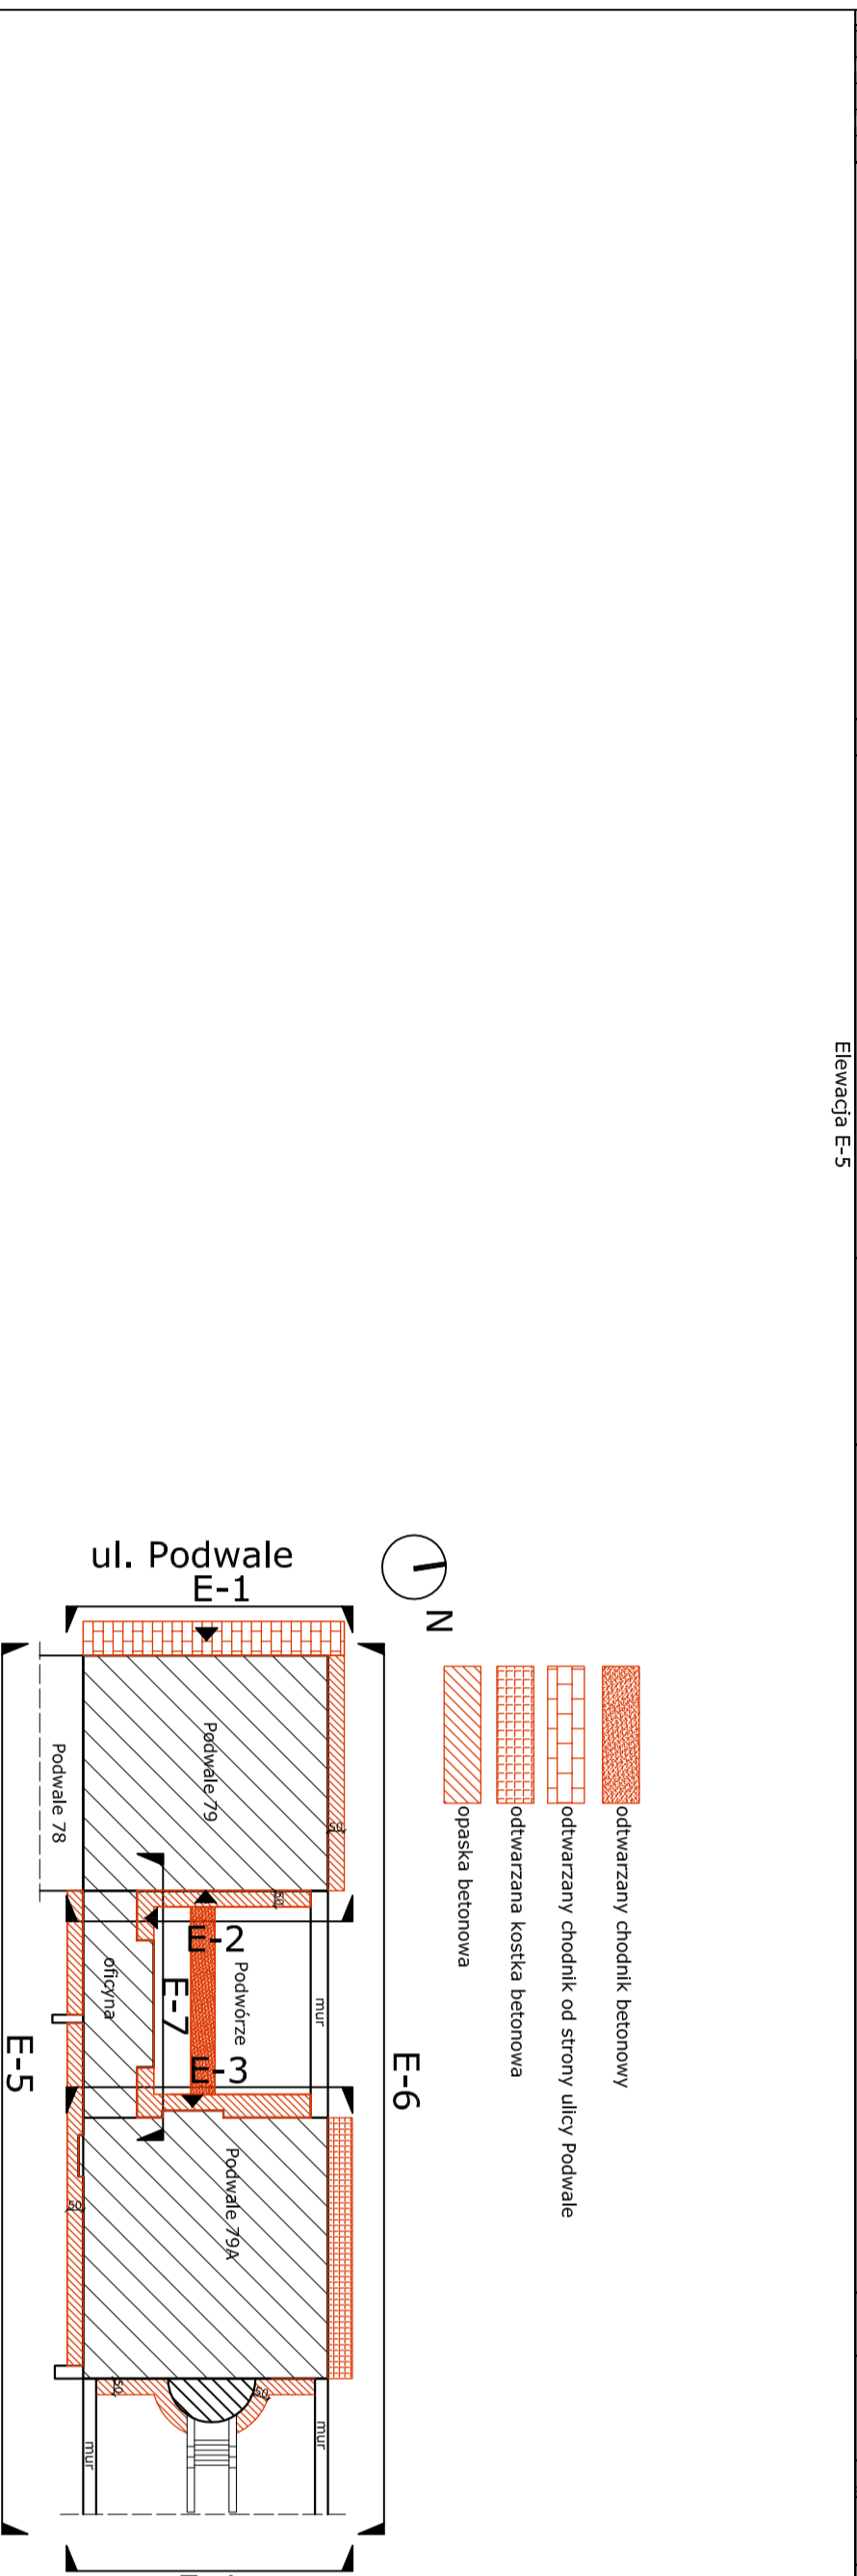 Elewacja E-5
ul. Podwale
E-1
N
odtwarzany chodnik betonowy
odtwarzany chodnik od strony ulicy Podwale
odtwarzana kostka betonowa
opaska betonowa
Podwale 79
Podwale 78
50
50
E-2
oficyna
E-7
Podwórze
mur
E-3
E-5
E-6
Podwale 79A
50
50
50
mur
mur